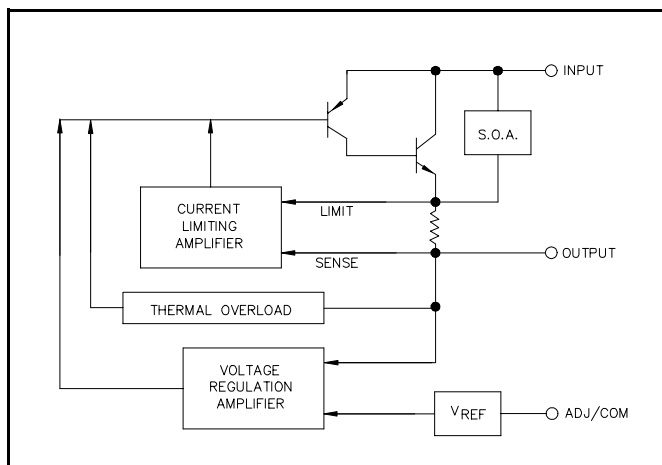 INPUT
S.O.A.
CURRENT
LIMITING
AMPLIFIER
LIMIT
SENSE
OUTPUT
THERMAL OVERLOAD
VOLTAGE
REGULATION
AMPLIFIER
VREF
ADJ/COM